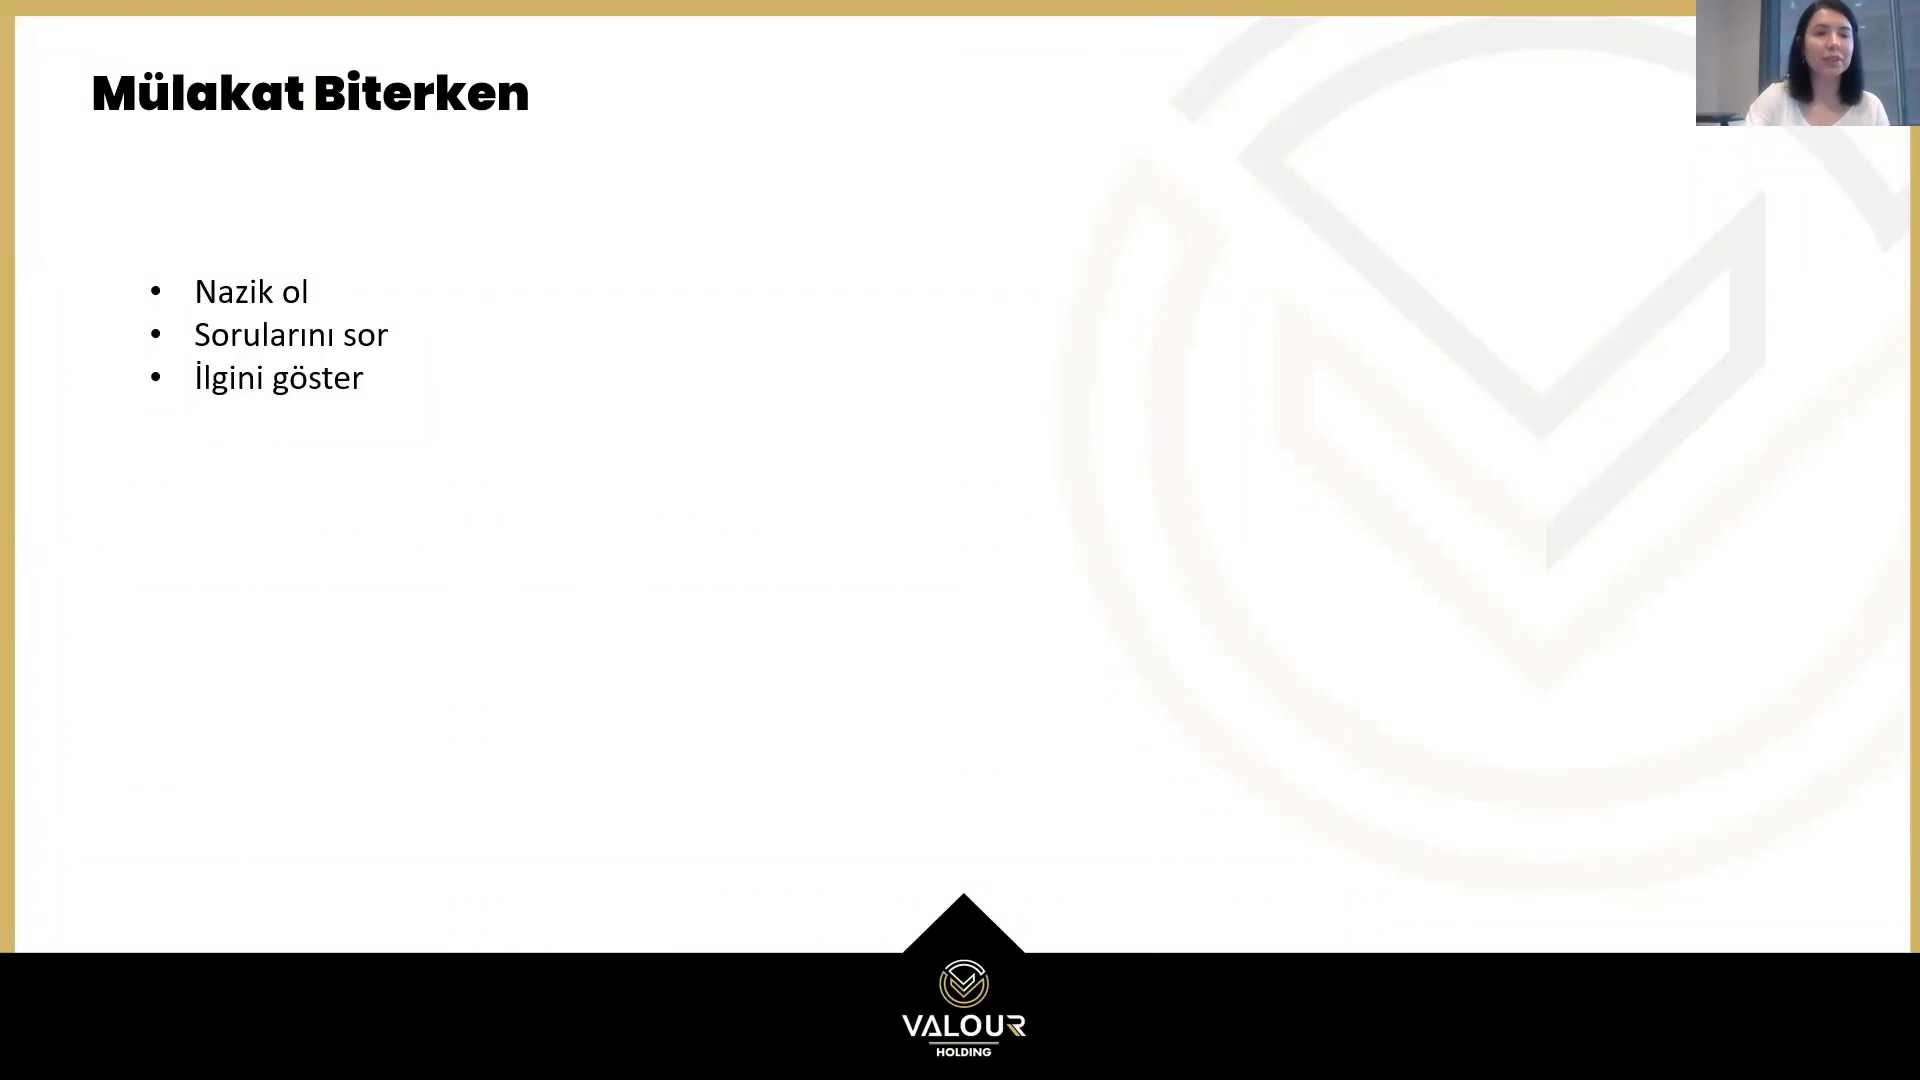 Mülakat Biterken
• Nazik ol
• Sorularını sor
• İlgini göster
VALOUR
HOLDING